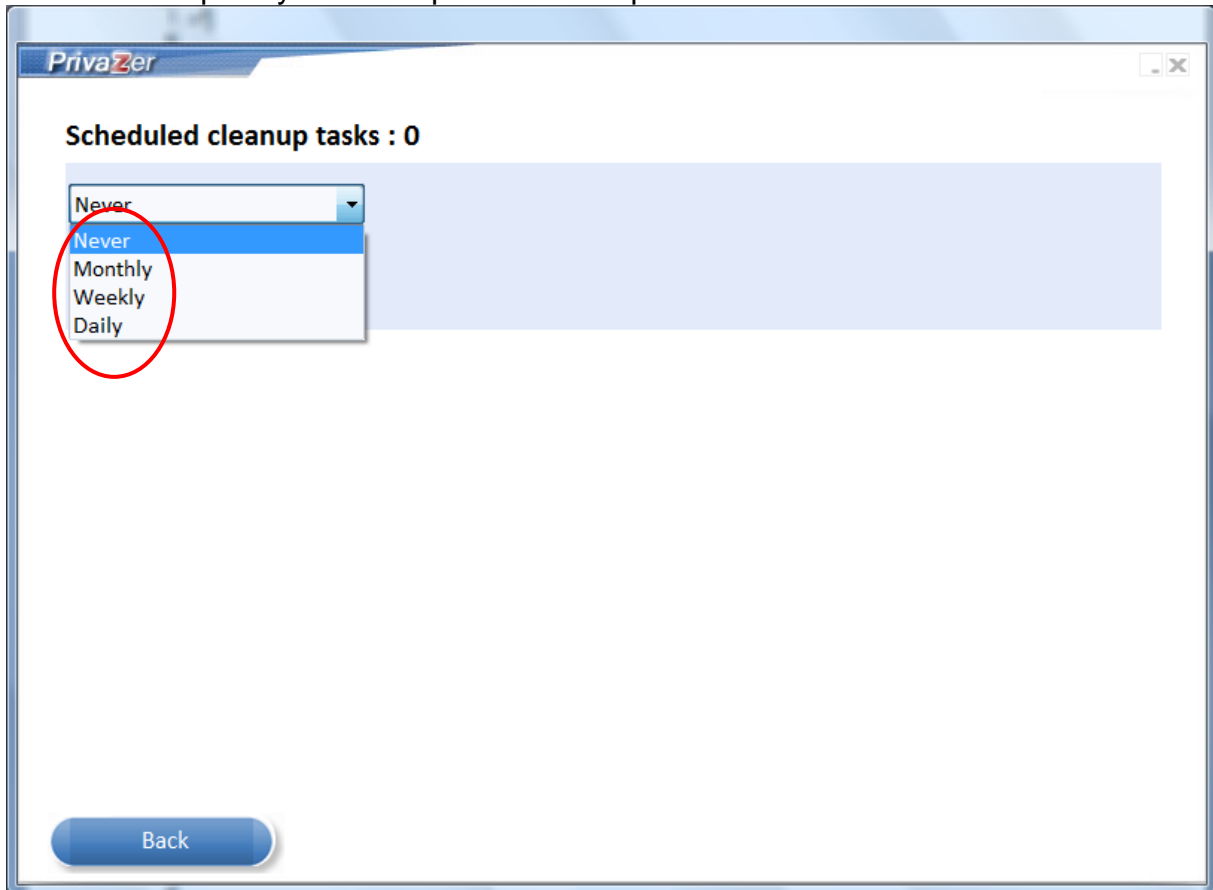 PrivaZer
Scheduled cleanup tasks : 0
Never
Never
Monthly
Weekly
Daily
Back